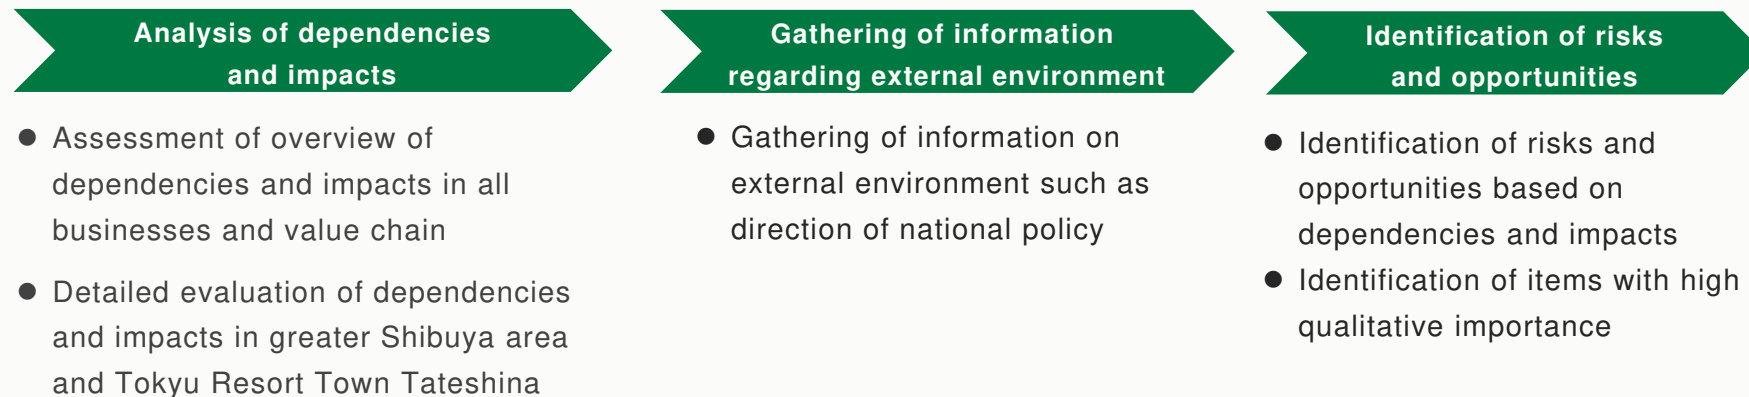 Analysis of dependencies
and impacts
● Assessment of overview of
dependencies and impacts in all
businesses and value chain
● Detailed evaluation of dependencies
and impacts in greater Shibuya area
and Tokyu Resort Town Tateshina
Gathering of information
regarding external environment
● Gathering of information on
external environment such as
direction of national policy
Identification of risks
and opportunities
● Identification of risks and
opportunities based on
dependencies and impacts
● Identification of items with high
qualitative importance